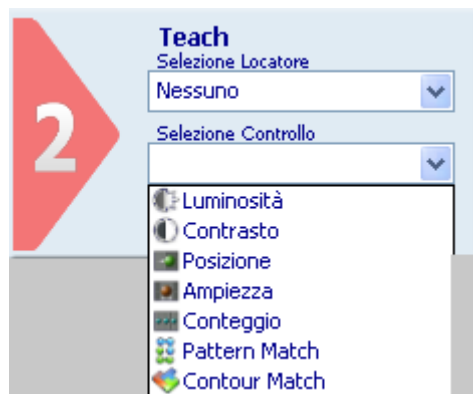 2
Teach
Selezione Locatore
Nessuno
Selezione Controllo
Luminosità
Contrasto
Posizione
Ampiezza
Conteggio
Pattern Match
Contour Match